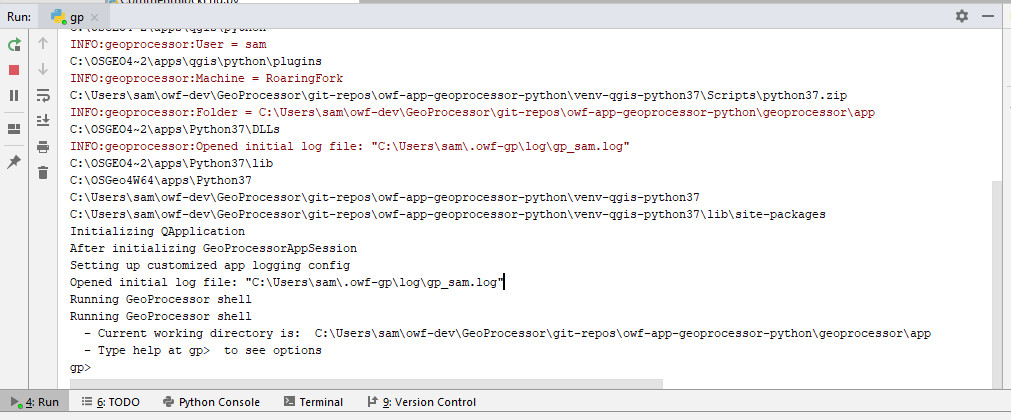 CommentBlockEnd.py
Run: gp
C:\OSGEO4~2\apps\qgis\python
INFO:geoprocessor:User = sam
C:\OSGEO4~2\apps\qgis\python\plugins
INFO:geoprocessor:Machine = RoaringFork
C:\Users\sam\owf-dev\GeoProcessor\git-repos\owf-app-geoprocessor-python\venv-qgis-python37\Scripts\python37.zip
INFO:geoprocessor:Folder = C:\Users\sam\owf-dev\GeoProcessor\git-repos\owf-app-geoprocessor-python\geoprocessor\app
C:\OSGEO4~2\apps\Python37\DLLs
INFO:geoprocessor:Opened initial log file: "C:\Users\sam\.owf-gp\log\gp_sam.log"
C:\OSGEO4~2\apps\Python37\lib
C:\OSGeo4W64\apps\Python37
C:\Users\sam\owf-dev\GeoProcessor\git-repos\owf-app-geoprocessor-python\venv-qgis-python37
C:\Users\sam\owf-dev\GeoProcessor\git-repos\owf-app-geoprocessor-python\venv-qgis-python37\lib\site-packages
Initializing QApplication
After initializing GeoProcessorAppSession
Setting up customized app logging config
Opened initial log file: "C:\Users\sam\.owf-gp\log\gp_sam.log"
Running GeoProcessor shell
Running GeoProcessor shell
- Current working directory is:  C:\Users\sam\owf-dev\GeoProcessor\git-repos\owf-app-geoprocessor-python\geoprocessor\app
- Type help at gp>  to see options
gp>
4: Run 6: TODO Python Console Terminal 9: Version Control